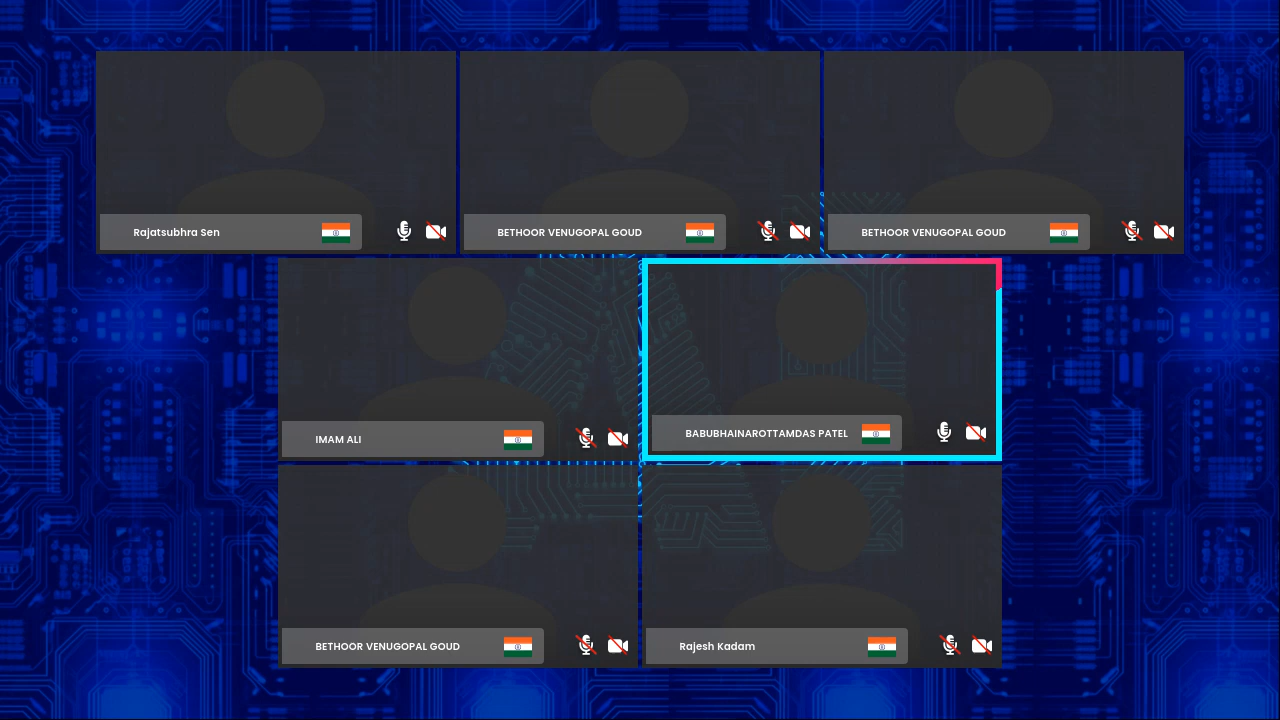 Rajatsubhra Sen
BETHOOR VENUGOPAL GOUD
BETHOOR VENUGOPAL GOUD
IMAM ALI
BABUBHAINAROTTAMDAS PATEL
BETHOOR VENUGOPAL GOUD
Rajesh Kadam